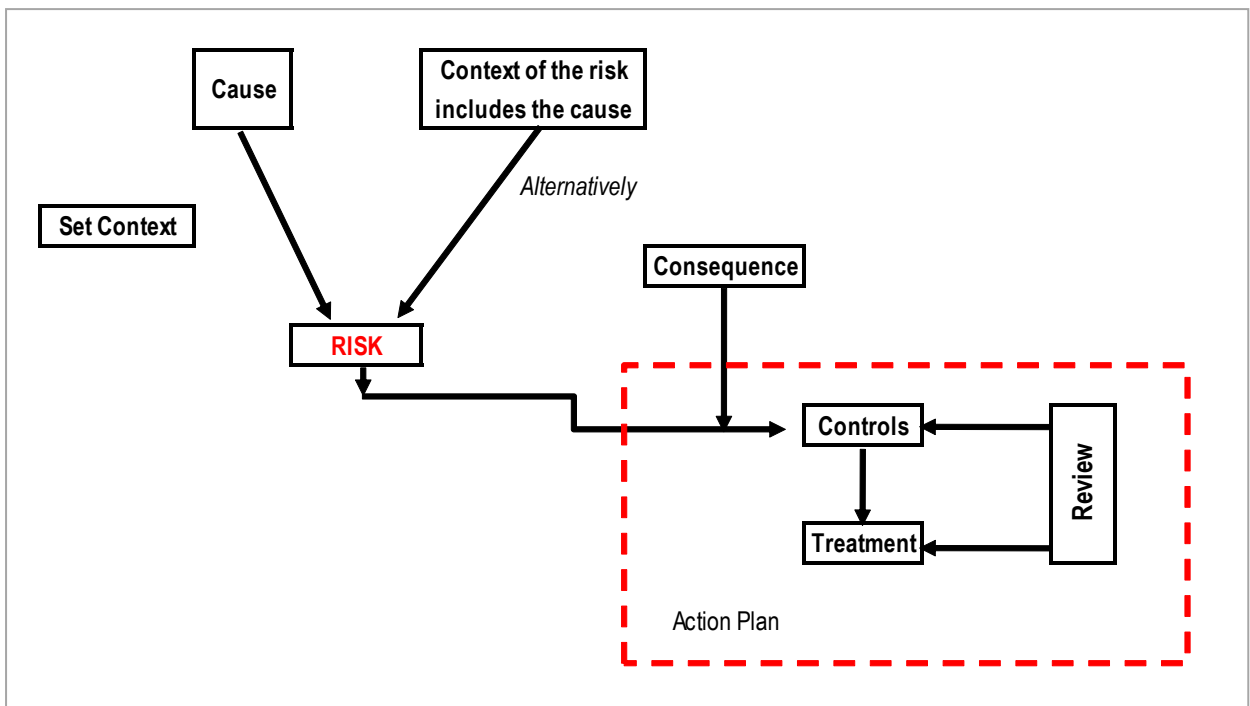 Cause
Context of the risk
includes the cause
Alternatively
Set Context
Consequence
RISK
Controls
Review
Treatment
Action Plan